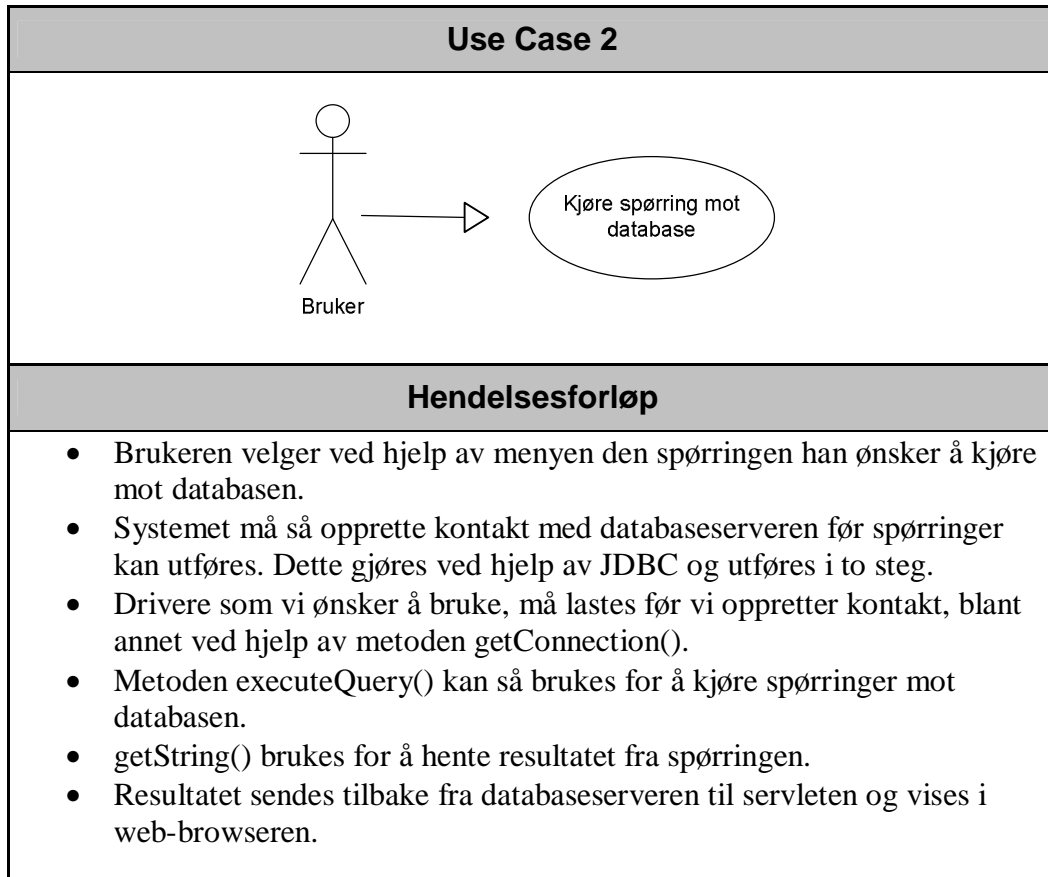 Use Case 2
Kjøre spørring mot
database
Bruker
Hendelsesforløp
• Brukeren velger ved hjelp av menyen den spørringen han ønsker å kjøre
mot databasen.
• Systemet må så opprette kontakt med databaseserveren før spørringer
kan utføres. Dette gjøres ved hjelp av JDBC og utføres i to steg.
• Drivere som vi ønsker å bruke, må lastes før vi oppretter kontakt, blant
annet ved hjelp av metoden getConnection().
• Metoden executeQuery() kan så brukes for å kjøre spørringer mot
databasen.
• getString() brukes for å hente resultatet fra spørringen.
• Resultatet sendes tilbake fra databaseserveren til servleten og vises i
web-browseren.